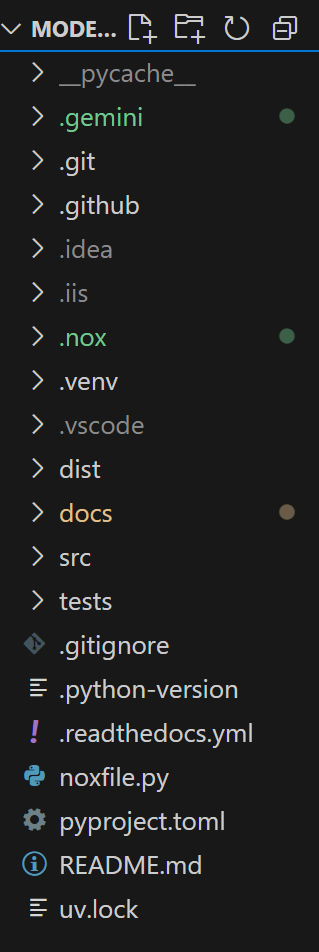 MODE...
__pycache__
.gemini
.git
.github
.idea
.iis
.nox
.venv
.vscode
dist
docs
src
tests
.gitignore
.python-version
.readthedocs.yml
noxfile.py
pyproject.toml
README.md
uv.lock